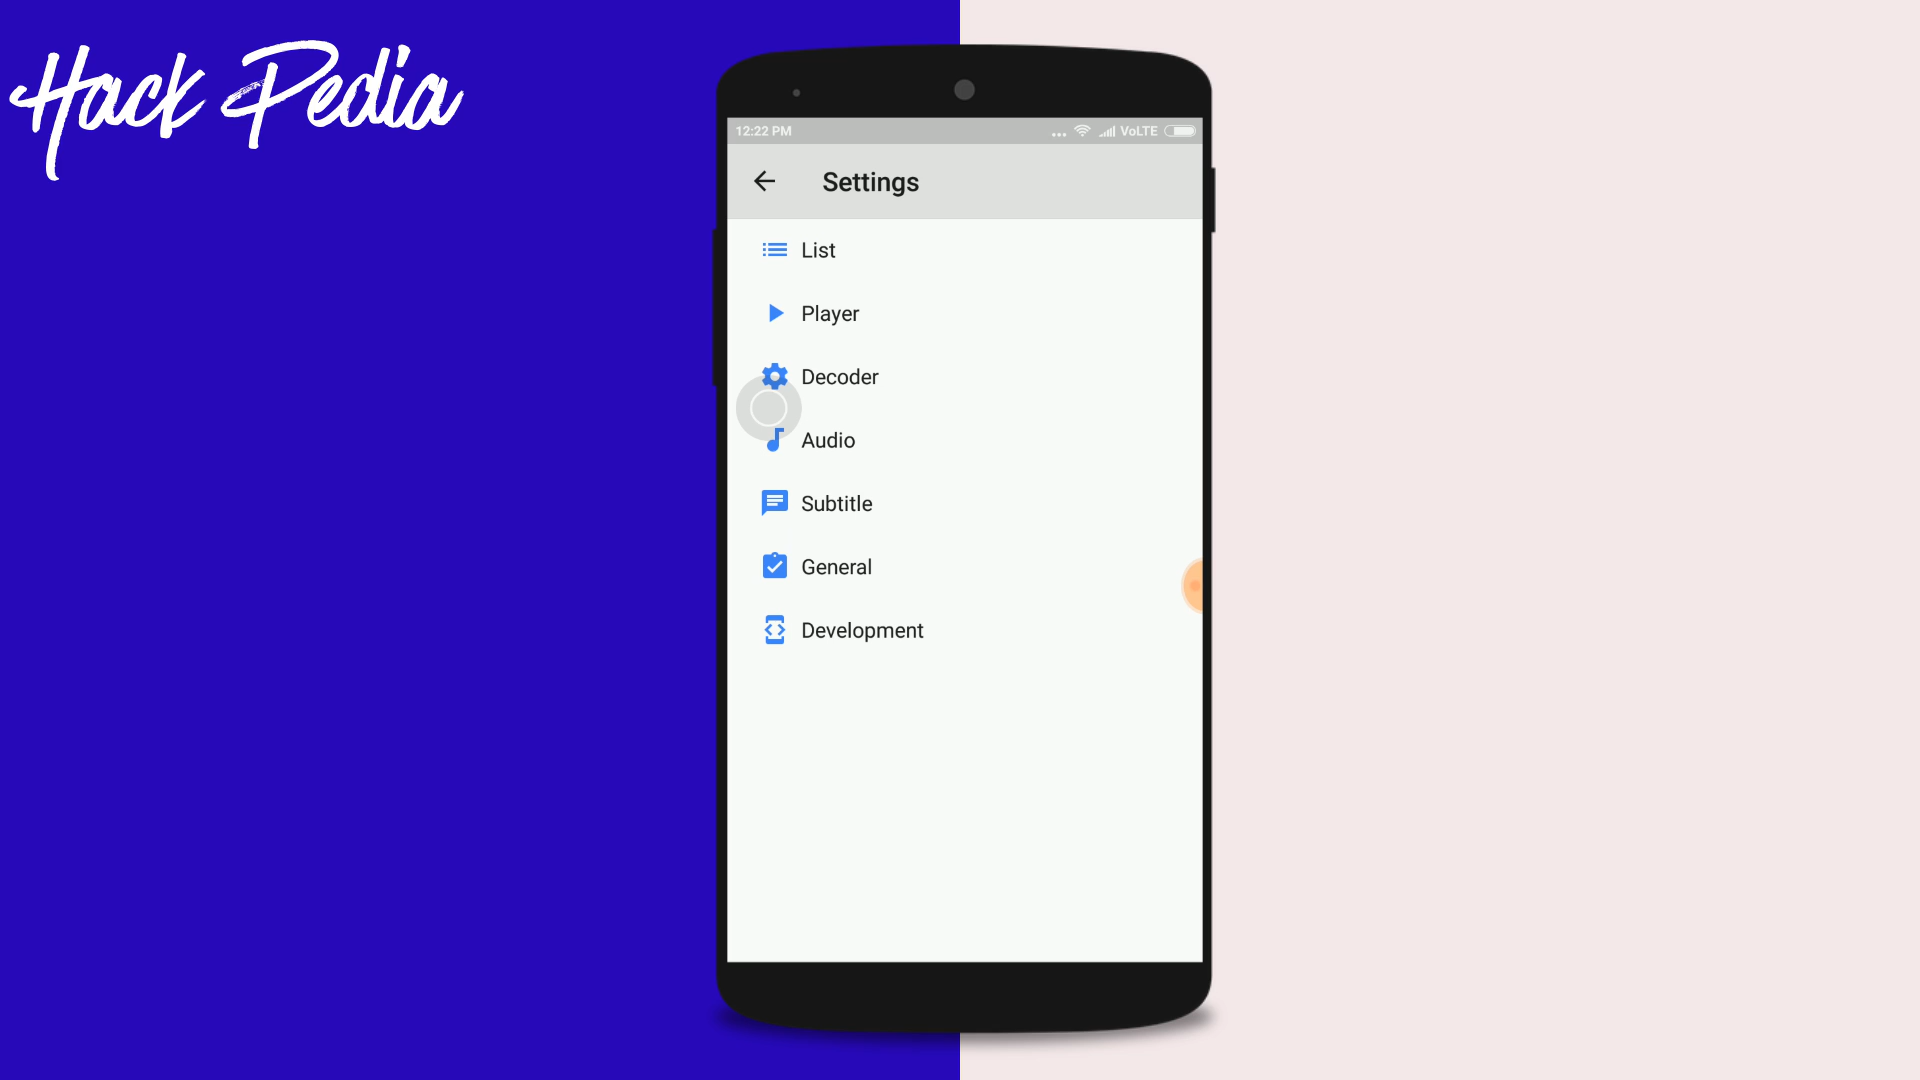 Hack Pedia
12:22 PM
VoLTE
Settings
List
Player
Decoder
Audio
Subtitle
General
Development